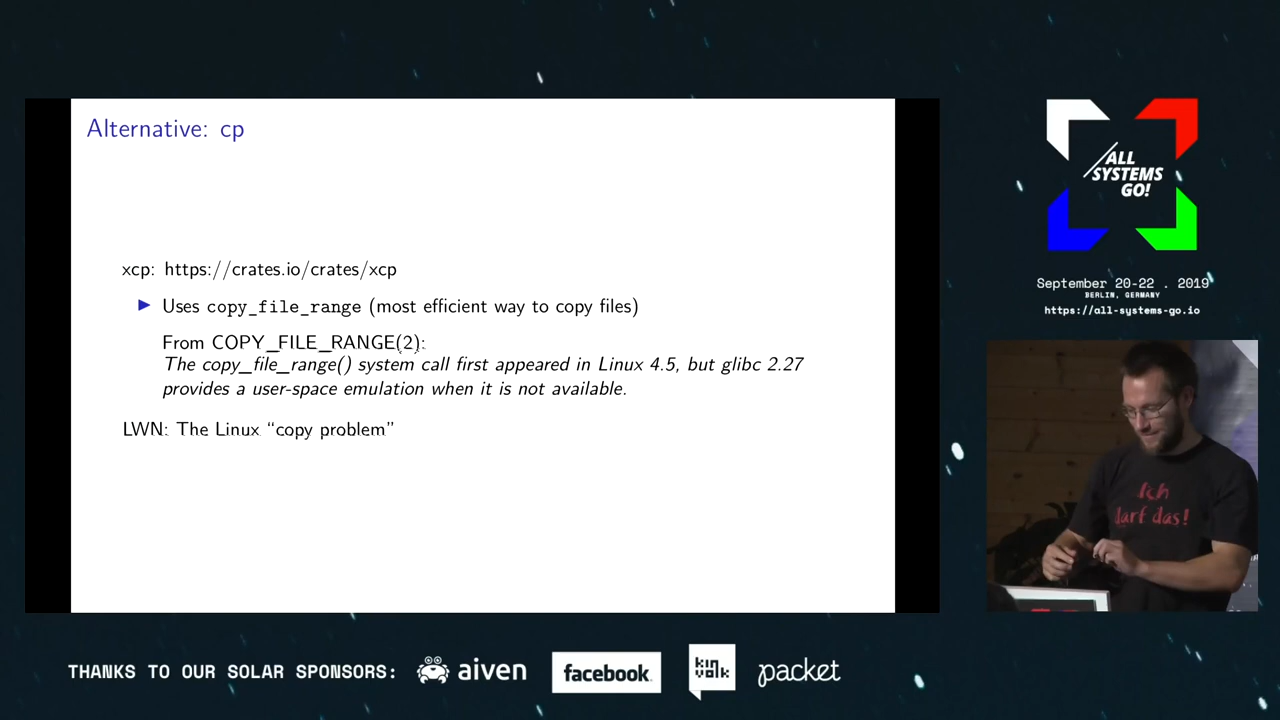 Alternative: cp
xcp: https://crates.io/crates/xcp
Uses copy_file_range (most efficient way to copy files)
From COPY_FILE_RANGE(2):
The copy_file_range() system call first appeared in Linux 4.5, but glibc 2.27
provides a user-space emulation when it is not available.
LWN: The Linux “copy problem”
/ALL
SYSTEMS
GO!
September 20-22 . 2019
BERLIN, GERMANY
https://all-systems-go.io
Ich
darf das!
THANKS TO OUR SOLAR SPONSORS:
aiven
facebook
kinvolk
packet